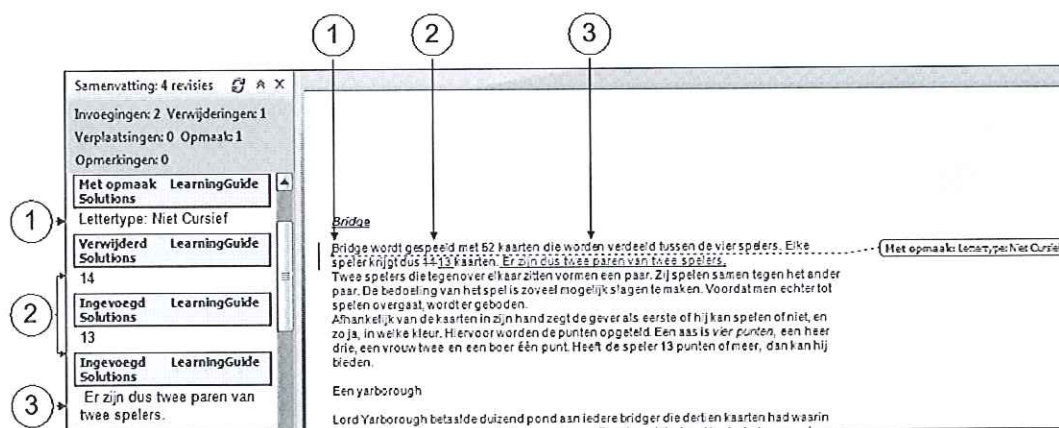 1 2 3
Samenvatting: 4 revisies
Invoegingen: 2 Verwijderingen: 1
Verplaatsingen: 0 Opmaak: 1
Opmerkingen: 0
Met opmaak LearningGuide
Solutions
1
Lettertype: Niet Cursief
Verwijderd LearningGuide
Solutions
14
2
Ingevoegd LearningGuide
Solutions
13
Ingevoegd LearningGuide
Solutions
3
Er zijn dus twee paren van
twee spelers.
Bridge
Bridge wordt gespeeld met 52 kaarten die worden verdeeld tussen de vier spelers. Elke
speler krijgt dus 14 13 kaarten. Er zijn dus twee paren van twee spelers.
Twee spelers die tegenover elkaar zitten vormen een paar. Zij spelen samen tegen het ander
paar. De bedoeling van het spel is zoveel mogelijk slagen te maken. Voordat men echter tot
spelen overgaat, wordt er geboden.
Afhankelijk van de kaarten in zijn hand zegt de gever als eerste of hij kan spelen of niet, en
zo ja, in welke kleur. Hiervoor worden de punten opgeteld. Een aas is vier punten, een heer
drie, een vrouw twee en een boer één punt. Heeft de speler 13 punten of meer, dan kan hij
bieden.
Een yarborough
Lord Yarborough betaalde duizend pond aan iedere bridger die dertien kaarten had waarin
Met opmaak: Lettertype: Niet Cursief